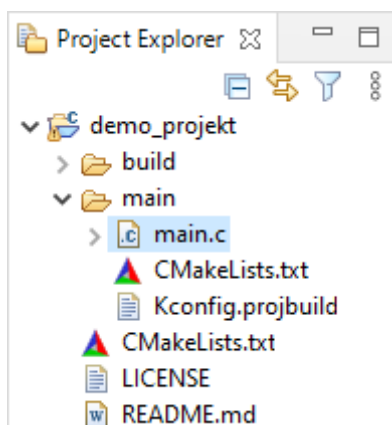 Project Explorer
demo_projekt
build
main
main.c
CMakeLists.txt
Kconfig.projbuild
CMakeLists.txt
LICENSE
README.md